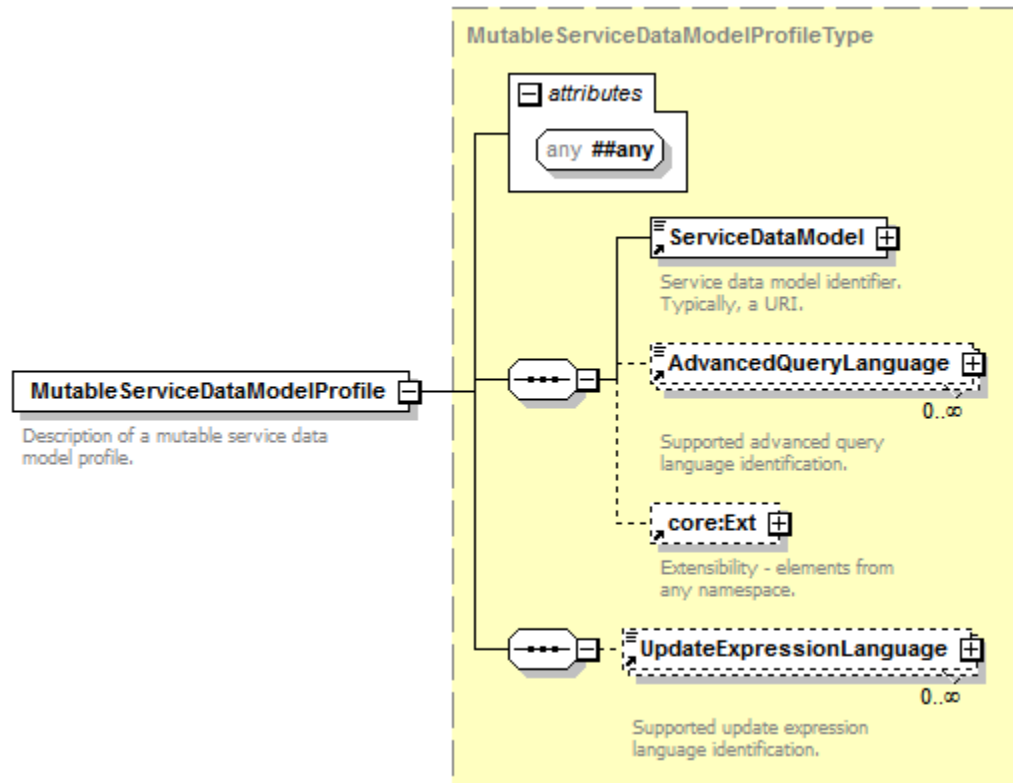 MutableServiceDataModelProfileType
attributes
any ##any
ServiceDataModel
Service data model identifier.
Typically, a URI.
AdvancedQueryLanguage
0..∞
Supported advanced query
language identification.
MutableServiceDataModelProfile
Description of a mutable service data
model profile.
core:Ext
Extensibility - elements from
any namespace.
UpdateExpressionLanguage
0..∞
Supported update expression
language identification.